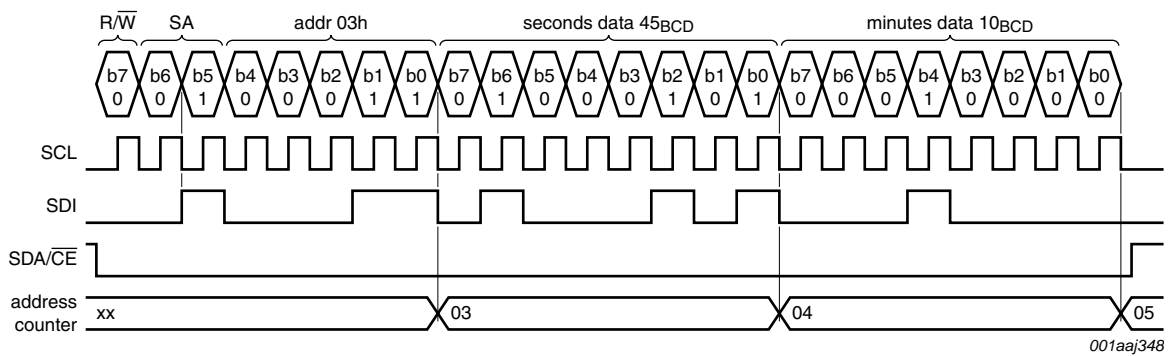 R/W SA addr 03h seconds data 45BCD minutes data 10BCD
b7 b6 b5 b4 b3 b2 b1 b0 b7 b6 b5 b4 b3 b2 b1 b0 b7 b6 b5 b4 b3 b2 b1 b0
0 0 1 0 0 0 1 1 0 1 0 0 0 1 0 1 0 0 0 1 0 0 0 0
SCL
SDI
SDA/CE
address
counter
xx 03 04 05
001aaj348